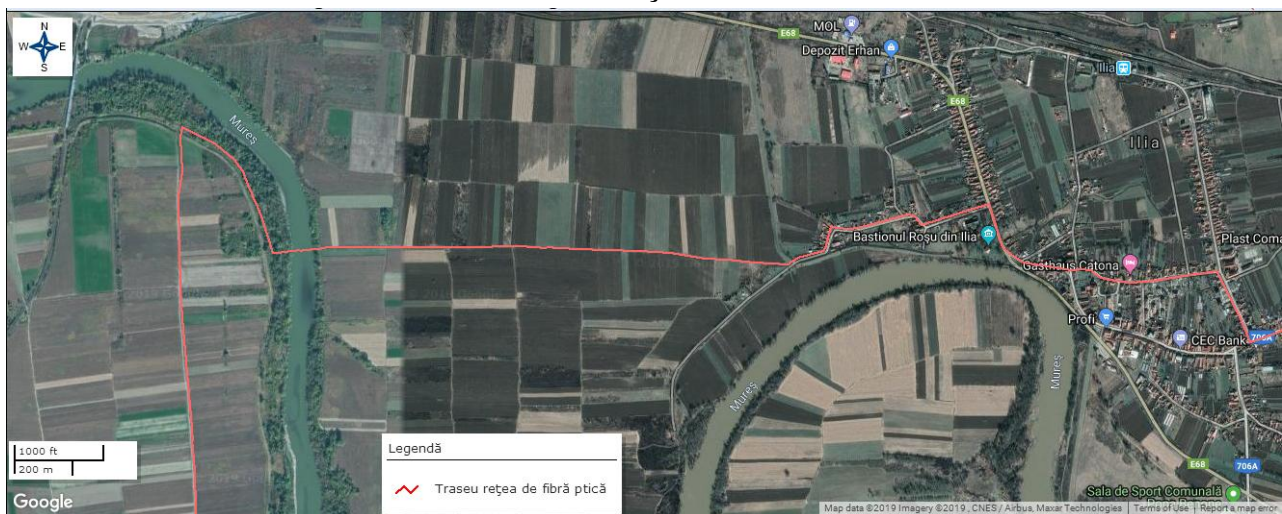 N
W E
S
E68
MOL
Depozit Erhan
Ilia
E68
Ilia
Mureș
Bastionul Roșu din Ilia
Plast Coma
Gasthaus Catona
Profi
CEC Bank
706A
Mureș
Mureș
E68
706A
Sala de Sport Comunală
1000 ft
200 m
Google
Legendă
Traseu rețea de fibră ptică
Map data ©2019 Imagery ©2019 , CNES / Airbus, Maxar Technologies
Terms of Use
Report a map error